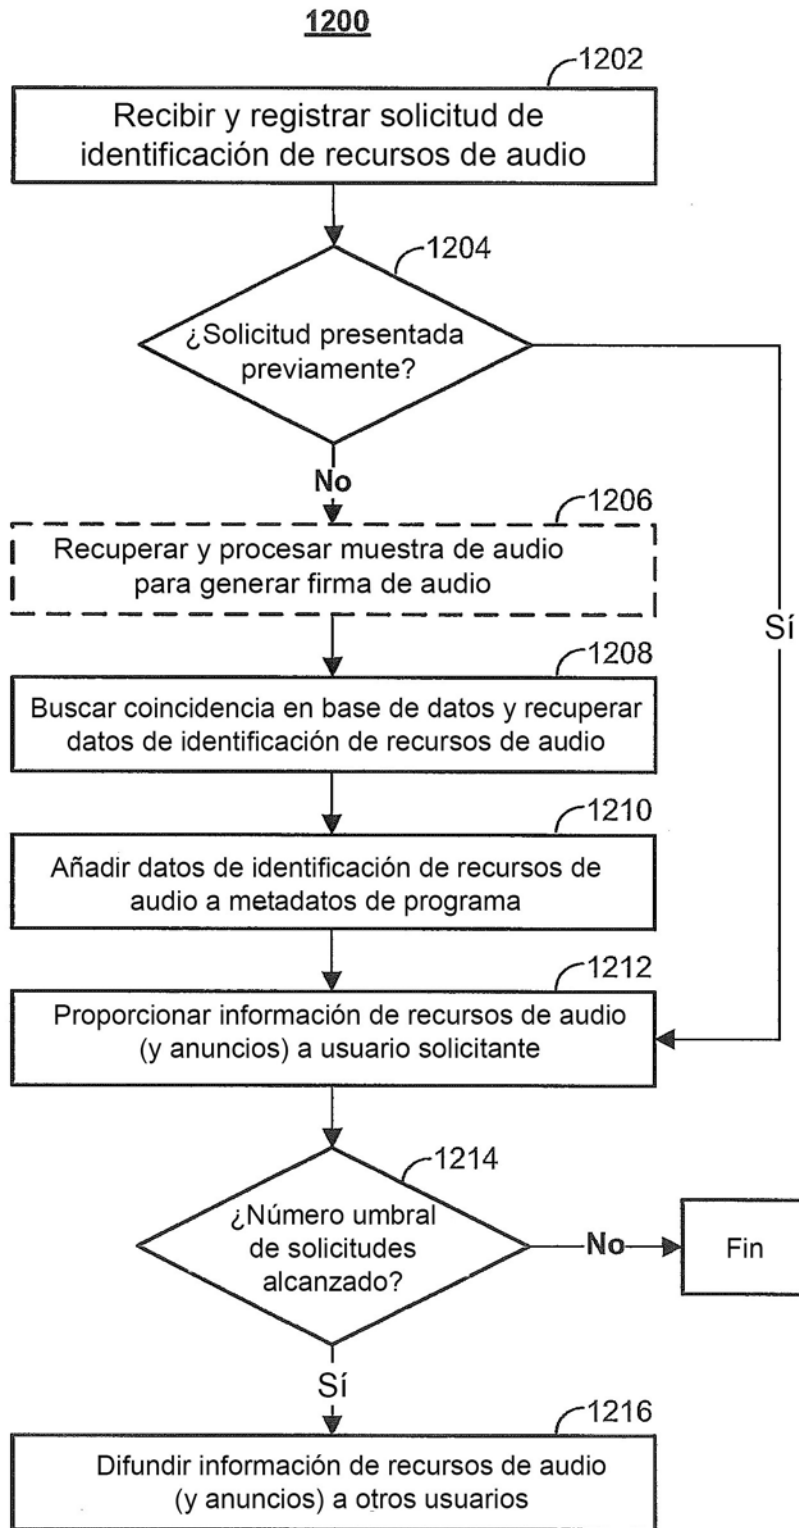 1200
1202
Recibir y registrar solicitud de
identificación de recursos de audio
1204
¿Solicitud presentada
previamente?
No
1206
Recuperar y procesar muestra de audio
para generar firma de audio
Sí
1208
Buscar coincidencia en base de datos y recuperar
datos de identificación de recursos de audio
1210
Añadir datos de identificación de recursos de
audio a metadatos de programa
1212
Proporcionar información de recursos de audio
(y anuncios) a usuario solicitante
1214
¿Número umbral
de solicitudes
alcanzado?
No
Fin
Sí
1216
Difundir información de recursos de audio
(y anuncios) a otros usuarios